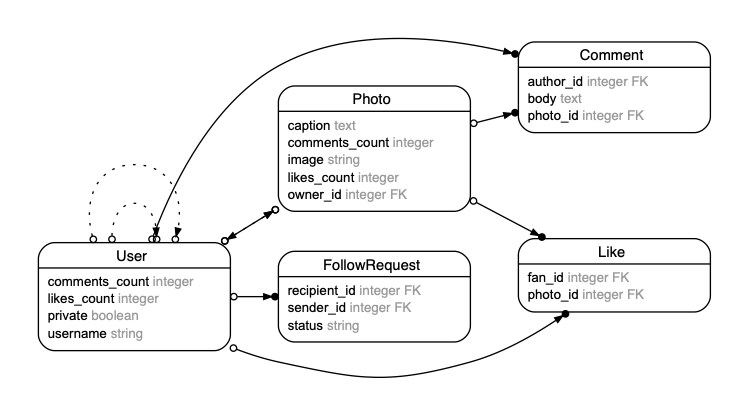 Comment
author_id integer FK
body text
photo_id integer FK
Photo
caption text
comments_count integer
image string
likes_count integer
owner_id integer FK
User
comments_count integer
likes_count integer
private boolean
username string
FollowRequest
recipient_id integer FK
sender_id integer FK
status string
Like
fan_id integer FK
photo_id integer FK